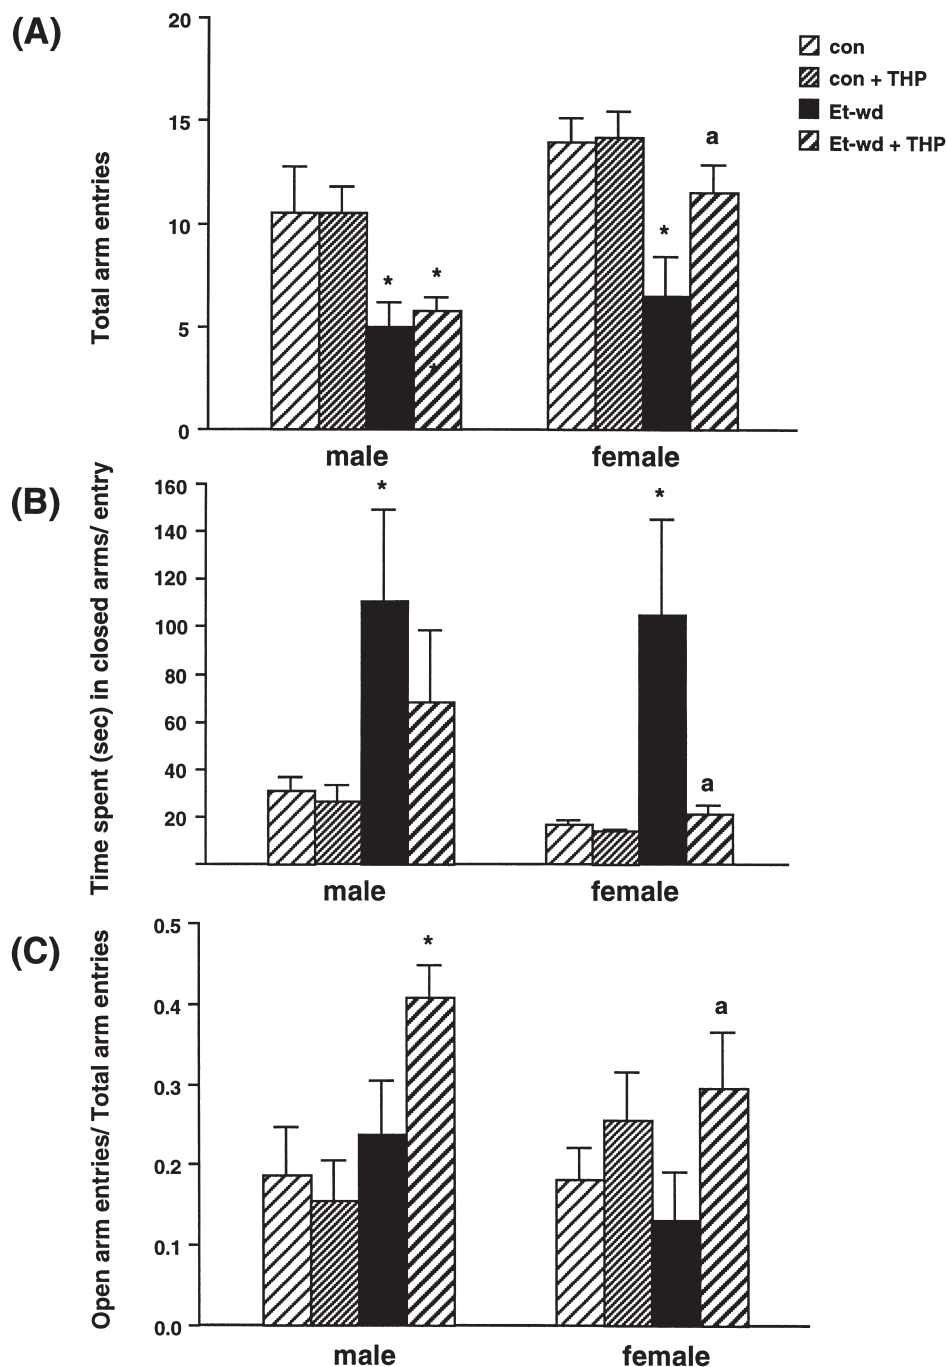 (A)
Total arm entries
20
15
10
5
0
* * * a
male female
con
con + THP
Et-wd
Et-wd + THP
(B)
Time spent (sec) in closed arms/ entry
160
140
120
100
80
60
40
20
* * a
male female
(C)
Open arm entries/ Total arm entries
0.5
0.4
0.3
0.2
0.1
0.0
* a
male female